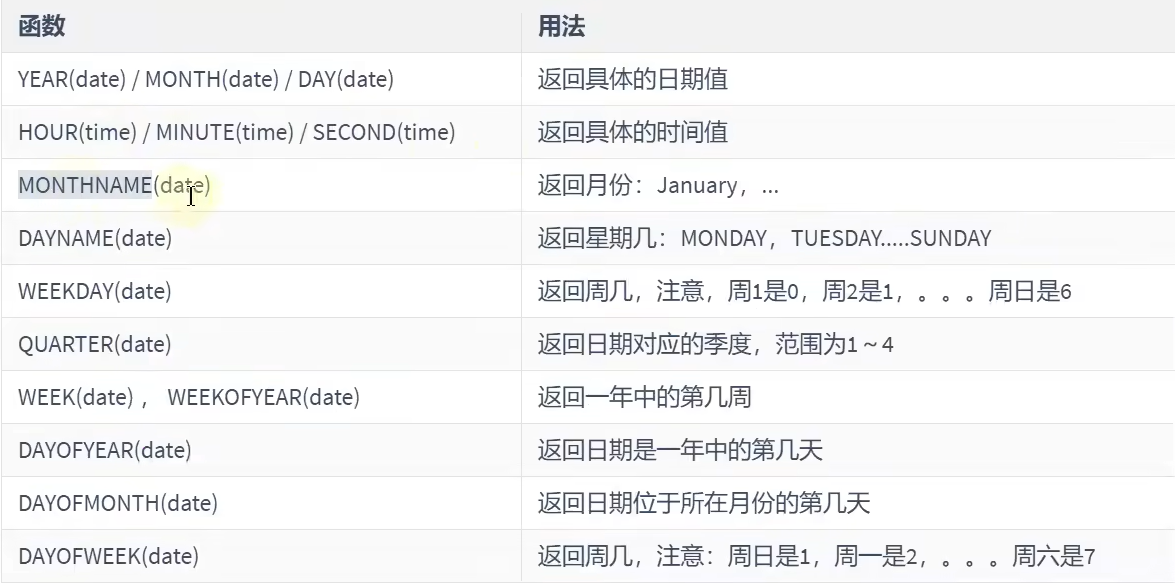 函数 用法
YEAR(date) / MONTH(date) / DAY(date) 返回具体的日期值
HOUR(time) / MINUTE(time) / SECOND(time) 返回具体的时间值
MONTHNAME(date) 返回月份：January，...
DAYNAME(date) 返回星期几：MONDAY，TUESDAY.....SUNDAY
WEEKDAY(date) 返回周几，注意，周1是0，周2是1，。。。周日是6
QUARTER(date) 返回日期对应的季度，范围为1～4
WEEK(date) ， WEEKOFYEAR(date) 返回一年中的第几周
DAYOFYEAR(date) 返回日期是一年中的第几天
DAYOFMONTH(date) 返回日期位于所在月份的第几天
DAYOFWEEK(date) 返回周几，注意：周日是1，周一是2，。。。周六是7